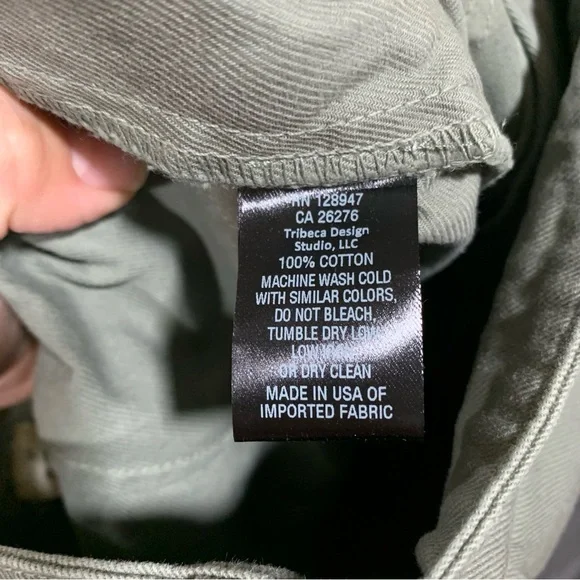 RN 128947
CA 26276
Tribeca Design
Studio, LLC
100% COTTON
MACHINE WASH COLD
WITH SIMILAR COLORS,
DO NOT BLEACH,
TUMBLE DRY LOW,
LOW
OR DRY CLEAN
MADE IN USA OF
IMPORTED FABRIC